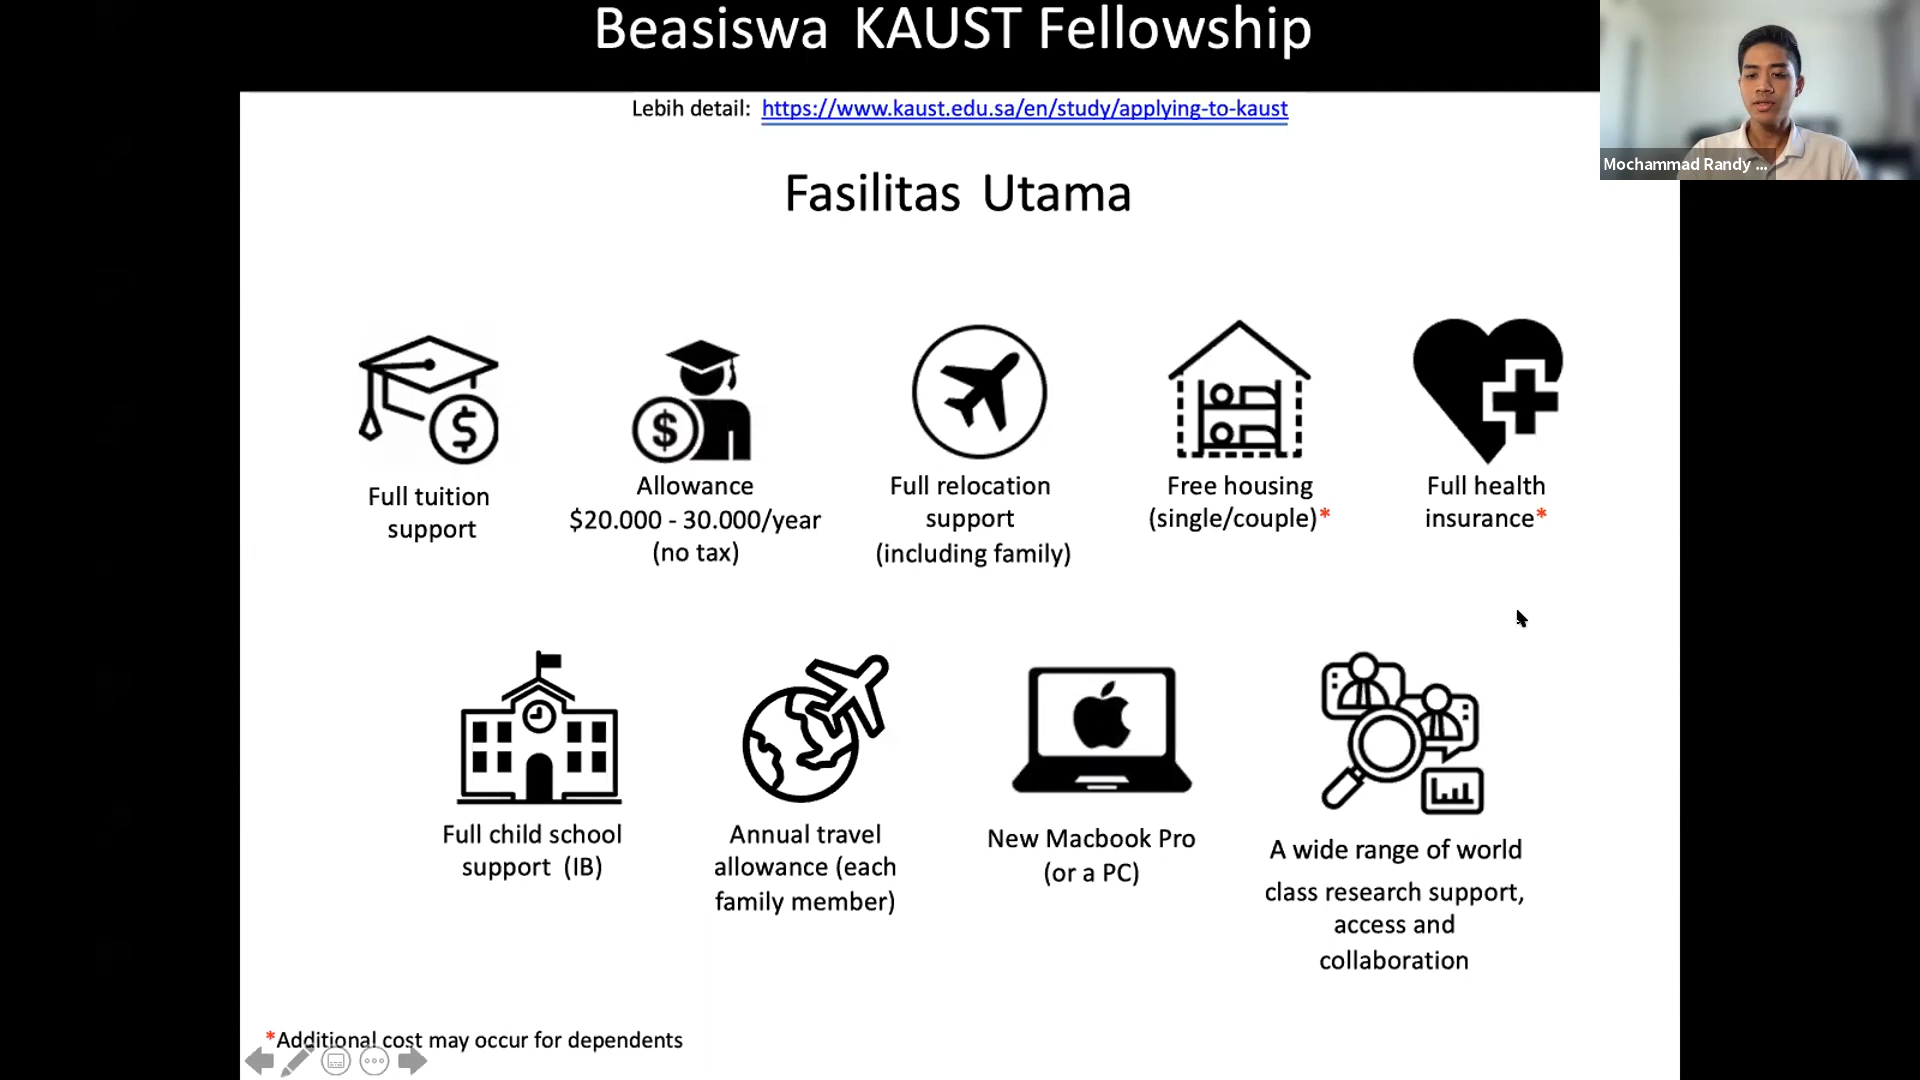 Beasiswa KAUST Fellowship
Lebih detail: https://www.kaust.edu.sa/en/study/applying-to-kaust
Mochammad Randy ...
Fasilitas Utama
Full tuition
support
Allowance
$20.000 - 30.000/year
(no tax)
Full relocation
support
(including family)
Free housing
(single/couple)*
Full health
insurance*
Full child school
support (IB)
Annual travel
allowance (each
family member)
New Macbook Pro
(or a PC)
A wide range of world
class research support,
access and
collaboration
*Additional cost may occur for dependents